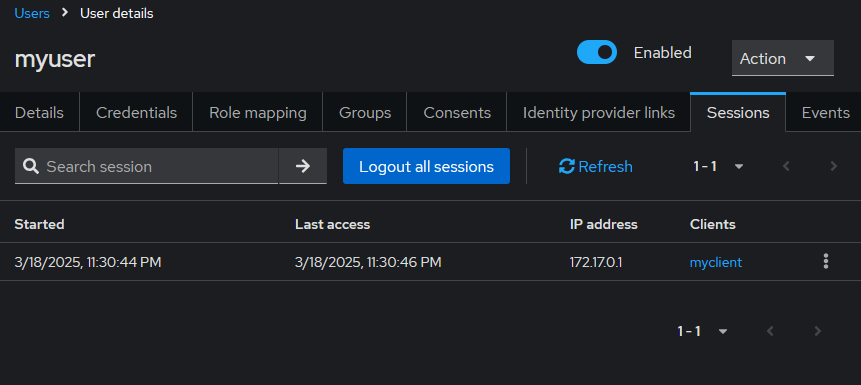 Users > User details
myuser
Enabled
Action
Details Credentials Role mapping Groups Consents Identity provider links Sessions Events
Search session Logout all sessions Refresh 1 - 1
Started Last access IP address Clients
3/18/2025, 11:30:44 PM 3/18/2025, 11:30:46 PM 172.17.0.1 myclient
1 - 1